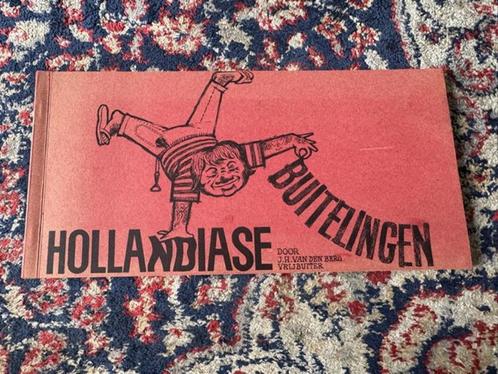 HOLLANDIASE
BUITELINGEN
DOOR
J.H. VAN DEN BERG
VRIJBUITER